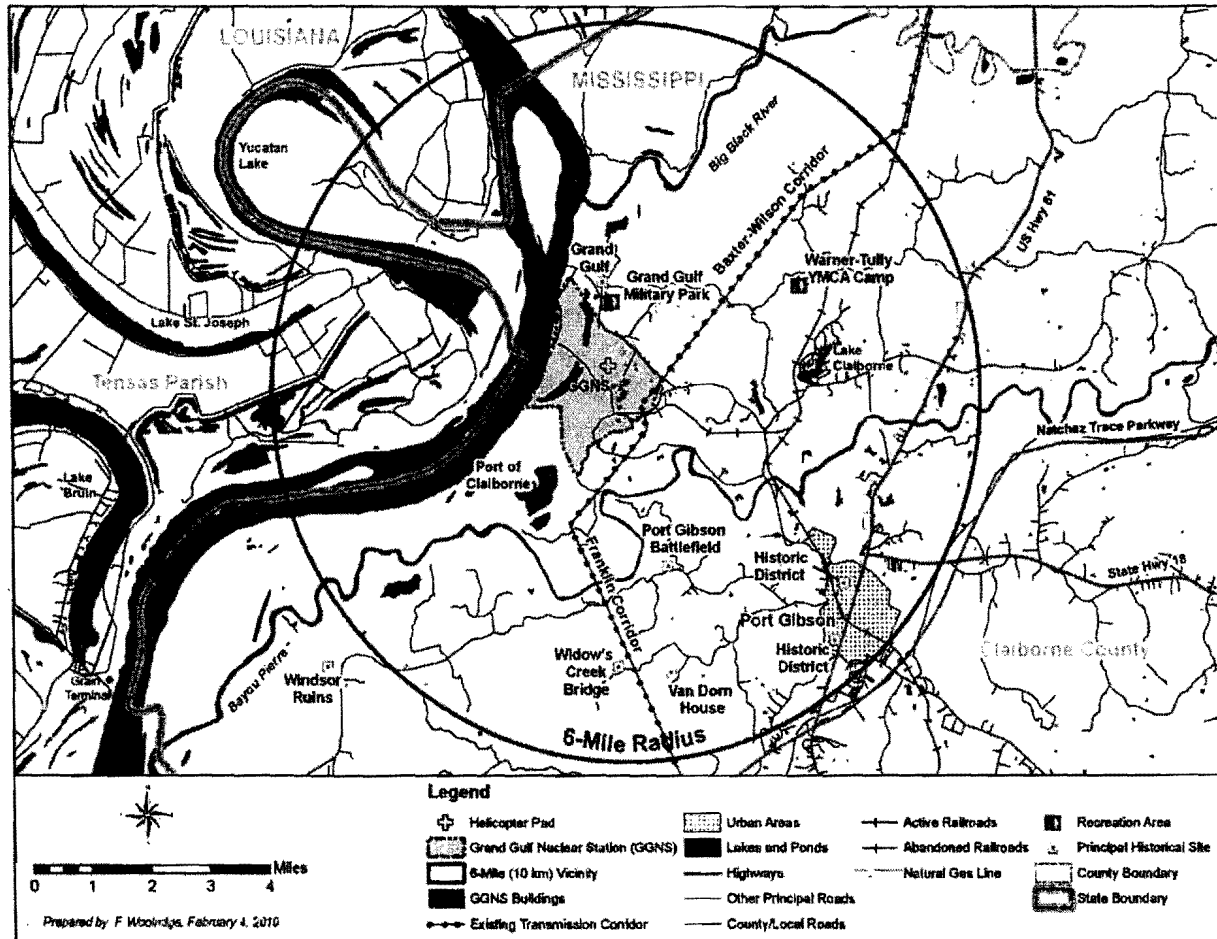 LOUISIANA
MISSISSIPPI
Yucatan
Lake
Big Black River
Baxter-Wilson Corridor
US Hwy 61
Grand
Gulf
Grand Gulf
Military Park
Warner-Tully
YMCA Camp
Lake St. Joseph
Lake
Claiborne
Tensas Parish
GGNS
Natchez Trace Parkway
Port of
Claiborne
Lake
Bruin
Port Gibson
Battlefield
Franklin Corridor
Historic
District
State Hwy 18
Port Gibson
Claiborne County
Historic
District
Widow's
Creek
Bridge
Van Dorn
House
Windsor
Ruins
Bayou Pierre
Grain
Terminal
6-Mile Radius
Legend
Helicopter Pad
Grand Gulf Nuclear Station (GGNS)
6-Mile (10 km) Vicinity
GGNS Buildings
Existing Transmission Corridor
Urban Areas
Lakes and Ponds
Highways
Other Principal Roads
County/Local Roads
Active Railroads
Abandoned Railroads
Natural Gas Line
Recreation Area
Principal Historical Site
County Boundary
State Boundary
Miles
0 1 2 3 4
Prepared by F Woolridge, February 4, 2010